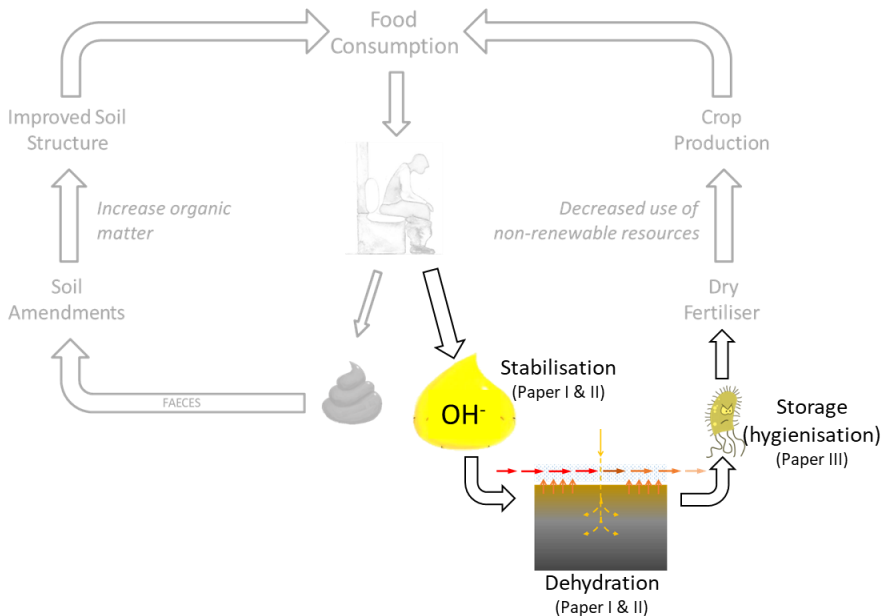 Food
Consumption
Improved Soil
Structure
Crop
Production
Increase organic
matter
Decreased use of
non-renewable resources
Soil
Amendments
Dry
Fertiliser
Stabilisation
(Paper I & II)
FAECES
OH-
Storage
(hygienisation)
(Paper III)
Dehydration
(Paper I & II)